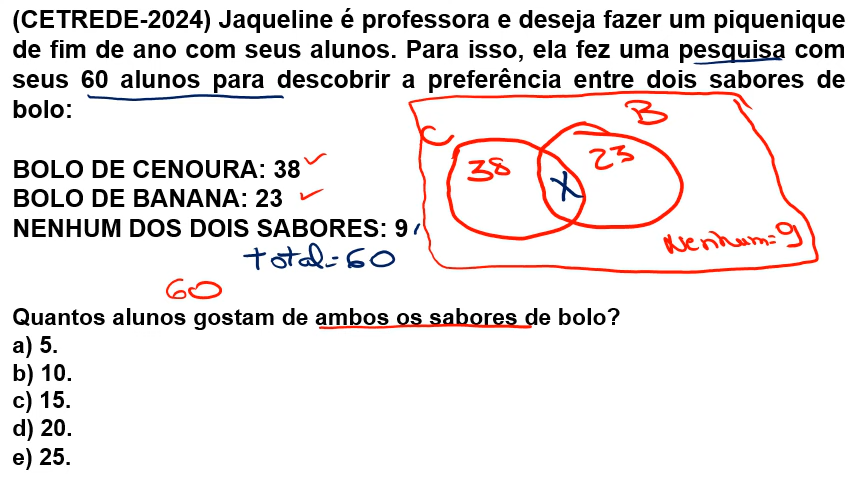 (CETREDE-2024) Jaqueline é professora e deseja fazer um piquenique
de fim de ano com seus alunos. Para isso, ela fez uma pesquisa com
seus 60 alunos para descobrir a preferência entre dois sabores de
bolo:
C
B
38
X
23
BOLO DE CENOURA: 38
BOLO DE BANANA: 23
NENHUM DOS DOIS SABORES: 9
Nenhum=9
total=60
60
Quantos alunos gostam de ambos os sabores de bolo?
a) 5.
b) 10.
c) 15.
d) 20.
e) 25.